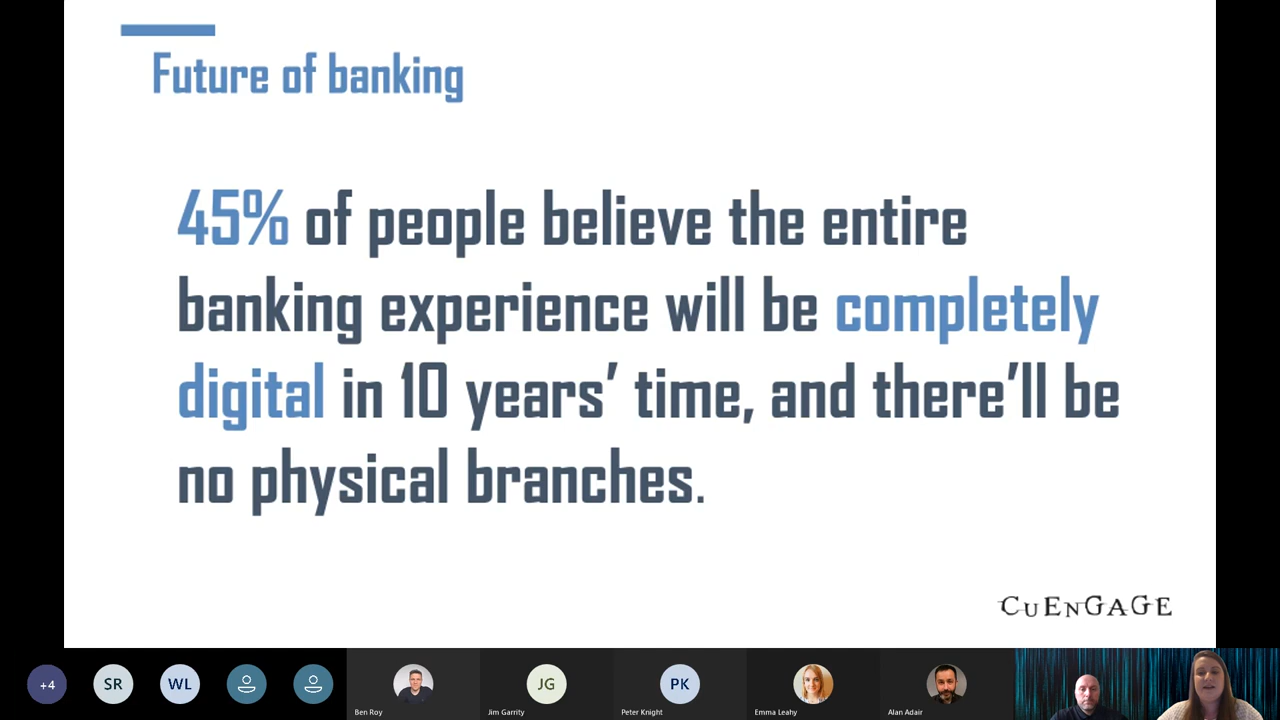 Future of banking
45% of people believe the entire
banking experience will be completely
digital in 10 years’ time, and there’ll be
no physical branches.
CUENGAGE
+4
SR
WL
JG
PK
Ben Roy
Jim Garrity
Peter Knight
Emma Leahy
Alan Adair